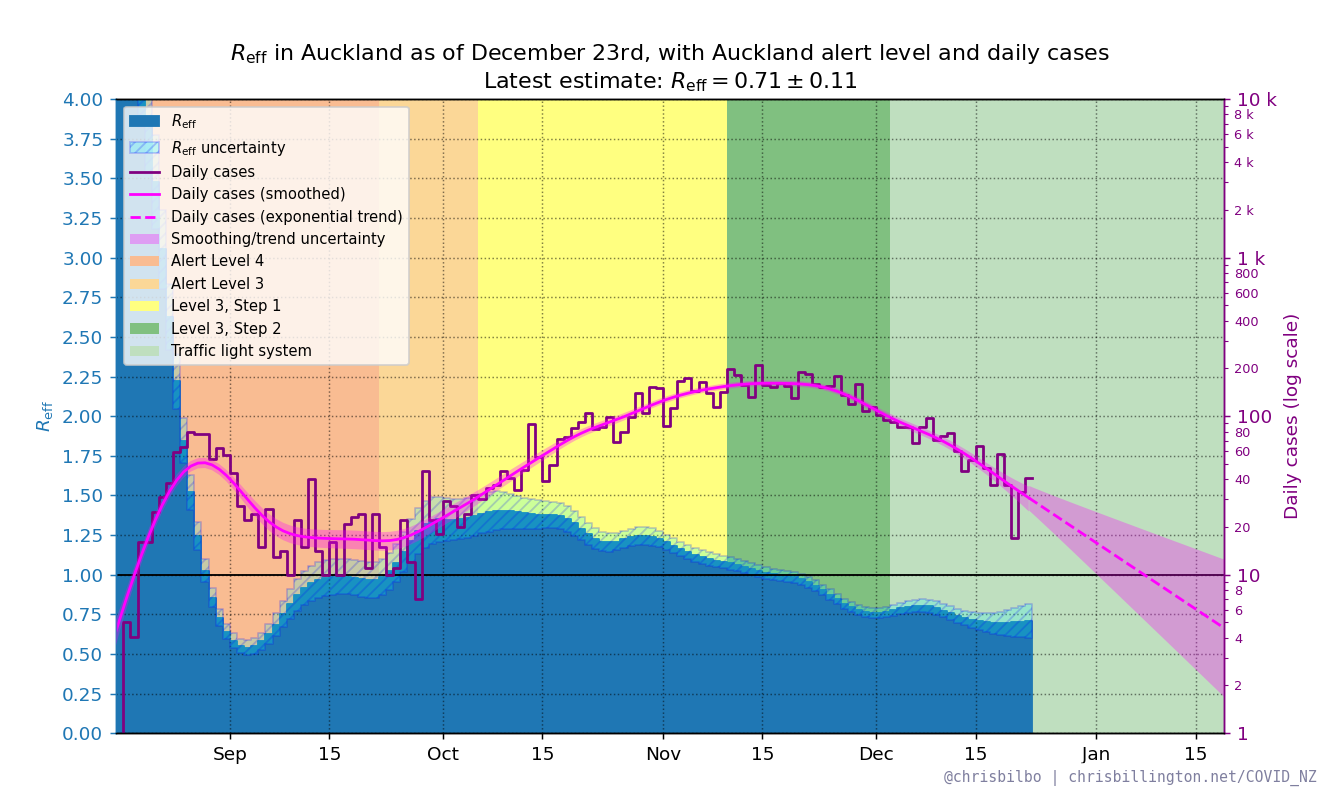 R_eff in Auckland as of December 23rd, with Auckland alert level and daily cases
Latest estimate: R_eff = 0.71 ± 0.11
4.00
3.75
3.50
3.25
3.00
2.75
2.50
2.25
2.00
1.75
1.50
1.25
1.00
0.75
0.50
0.25
0.00
R_eff
R_eff
R_eff uncertainty
Daily cases
Daily cases (smoothed)
Daily cases (exponential trend)
Smoothing/trend uncertainty
Alert Level 4
Alert Level 3
Level 3, Step 1
Level 3, Step 2
Traffic light system
10 k
8 k
6 k
4 k
2 k
1 k
800
600
400
200
100
80
60
40
20
10
8
6
4
2
1
Daily cases (log scale)
Sep 15 Oct 15 Nov 15 Dec 15 Jan 15
@chrisbilbo | chrisbillington.net/COVID_NZ